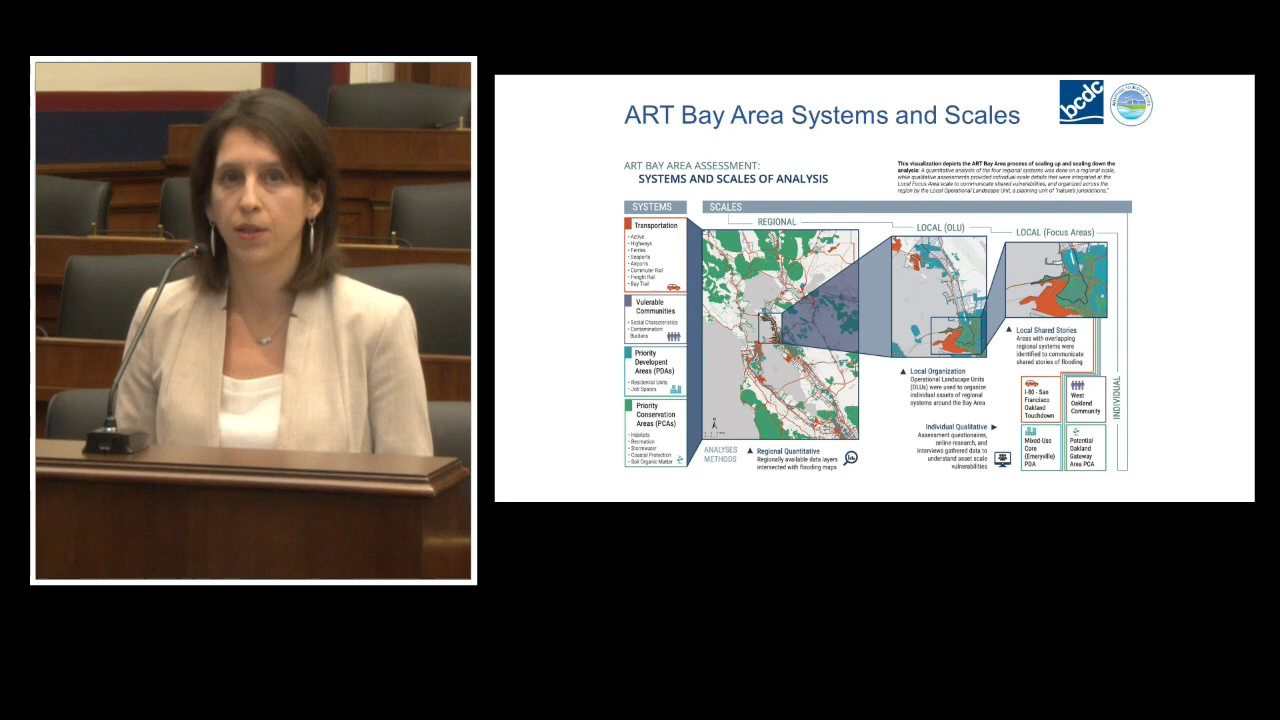 ART Bay Area Systems and Scales
bcdc
ART BAY AREA ASSESSMENT:
SYSTEMS AND SCALES OF ANALYSIS
This visualization depicts the ART Bay Area process of scaling up and scaling down the
analysis: A quantitative analysis of the four regional systems was done on a regional scale,
while qualitative assessments provided individual scale details that were integrated at the
Local Focus Area scale to communicate shared vulnerabilities, and organized across the
region by the Local Operational Landscape Unit, a planning unit of "nature's jurisdictions."
SYSTEMS
SCALES
Transportation
• Active
• Highways
• Ferries
• Seaports
• Airports
• Commuter Rail
• Freight Rail
• Bay Trail
Vulerable
Communities
• Social Characteristics
• Contamination
Burdens
Priority
Developent
Areas (PDAs)
• Residential Units
• Job Spaces
Priority
Conservation
Areas (PCAs)
• Habitats
• Recreation
• Stormwater
• Coastal Protection
• Soil Organic Matter
REGIONAL
LOCAL (OLU)
LOCAL (Focus Areas)
INDIVIDUAL
ANALYSES
METHODS
▲ Regional Quantitative
Regionally available data layers
intersected with flooding maps
▲ Local Organization
Operational Landscape Units
(OLUs) were used to organize
individual assets of regional
systems around the Bay Area
Individual Qualitative ▶
Assessment questionaires,
online research, and
interviews gathered data to
understand asset scale
vulnerabilities
▲ Local Shared Stories
Areas with overlapping
regional systems were
identified to communicate
shared stories of flooding
I-80 - San
Francisco
Oakland
Touchdown
West
Oakland
Community
Mixed Use
Core
(Emeryville)
PDA
Potential
Oakland
Gateway
Area PCA